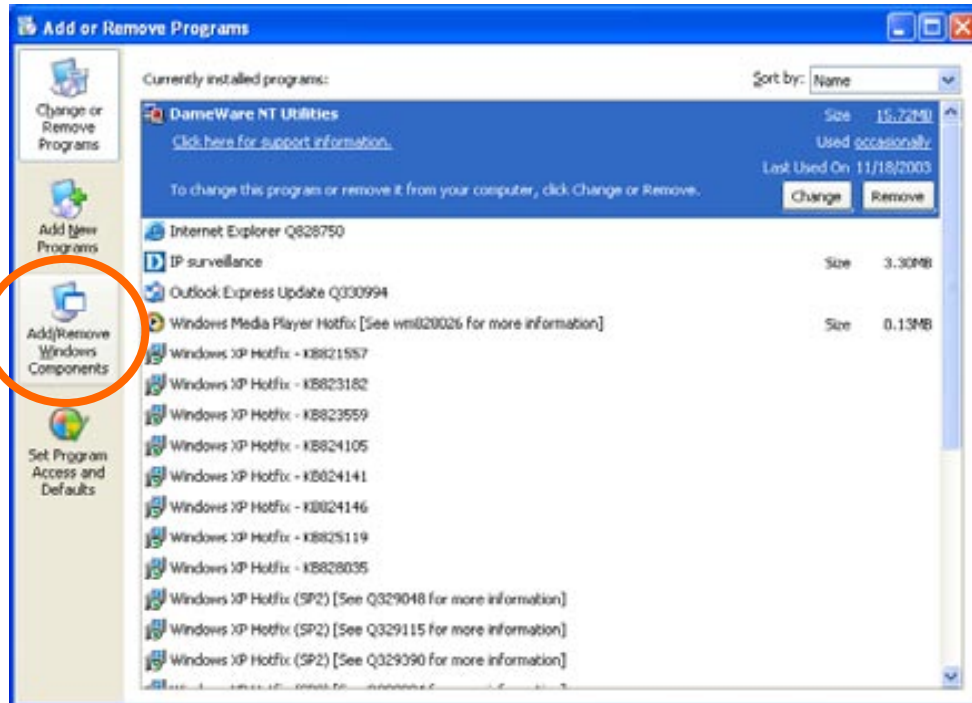 Add or Remove Programs
Change or
Remove
Programs
Add New
Programs
Add/Remove
Windows
Components
Set Program
Access and
Defaults
Currently installed programs:
Sort by: Name
DameWare NT Utilities Size 15.72MB
Click here for support information. Used occasionally
Last Used On 11/18/2003
To change this program or remove it from your computer, click Change or Remove. Change Remove
Internet Explorer Q828750
IP surveillance Size 3.30MB
Outlook Express Update Q330994
Windows Media Player Hotfix [See wm828026 for more information] Size 0.13MB
Windows XP Hotfix - KB821557
Windows XP Hotfix - KB823182
Windows XP Hotfix - KB823559
Windows XP Hotfix - KB824105
Windows XP Hotfix - KB824141
Windows XP Hotfix - KB824146
Windows XP Hotfix - KB825119
Windows XP Hotfix - KB828035
Windows XP Hotfix (SP2) [See Q329048 for more information]
Windows XP Hotfix (SP2) [See Q329115 for more information]
Windows XP Hotfix (SP2) [See Q329390 for more information]